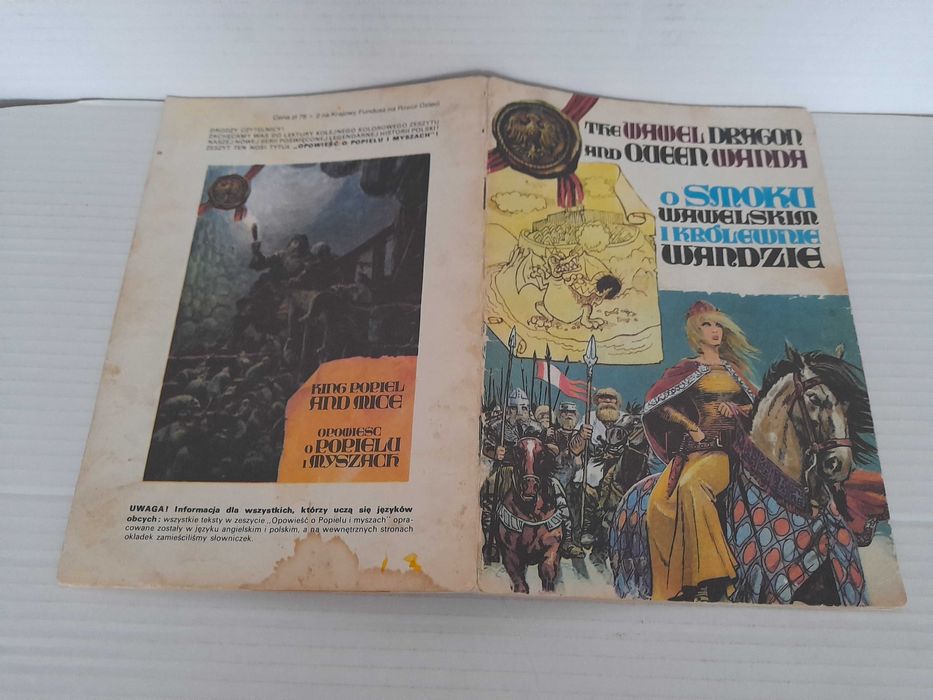 Cena zł 78 + 2 na Krajowy Fundusz na Rzecz Dzieci
DRODZY CZYTELNICY!
ZACHĘCAMY WAS DO LEKTURY KOLEJNEGO KOLOROWEGO ZESZYTU
NASZEJ NOWEJ SERII POŚWIĘCONEJ LEGENDARNEJ HISTORII POLSKI!
ZESZYT TEN NOSI TYTUŁ „OPOWIEŚĆ O POPIELU I MYSZACH"!
KING POPIEL
AND MICE
OPOWIEŚĆ
O POPIELU
I MYSZACH
UWAGA! Informacja dla wszystkich, którzy uczą się języków
obcych: wszystkie teksty w zeszycie „Opowieść o Popielu i myszach" opra-
cowane zostały w języku angielskim i polskim, a na wewnętrznych stronach
okładek zamieściliśmy słowniczek.
THE WAWEL DRAGON
AND QUEEN WANDA
O SMOKU
WAWELSKIM
I KRÓLEWNIE
WANDZIE